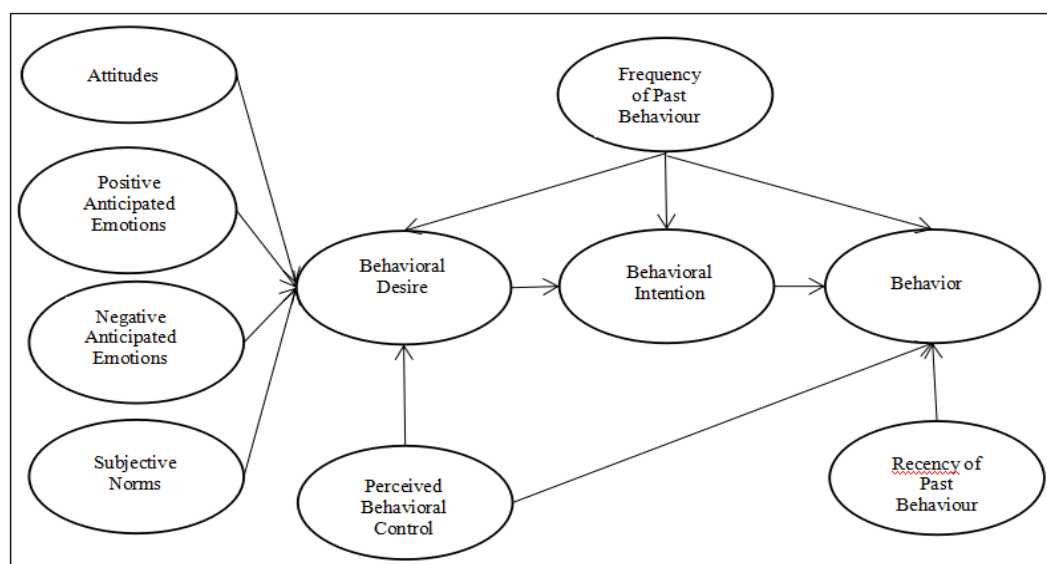 Attitudes
Frequency
of Past
Behaviour
Positive
Anticipated
Emotions
Behavioral
Desire
Behavioral
Intention
Behavior
Negative
Anticipated
Emotions
Subjective
Norms
Perceived
Behavioral
Control
Recency of
Past
Behaviour